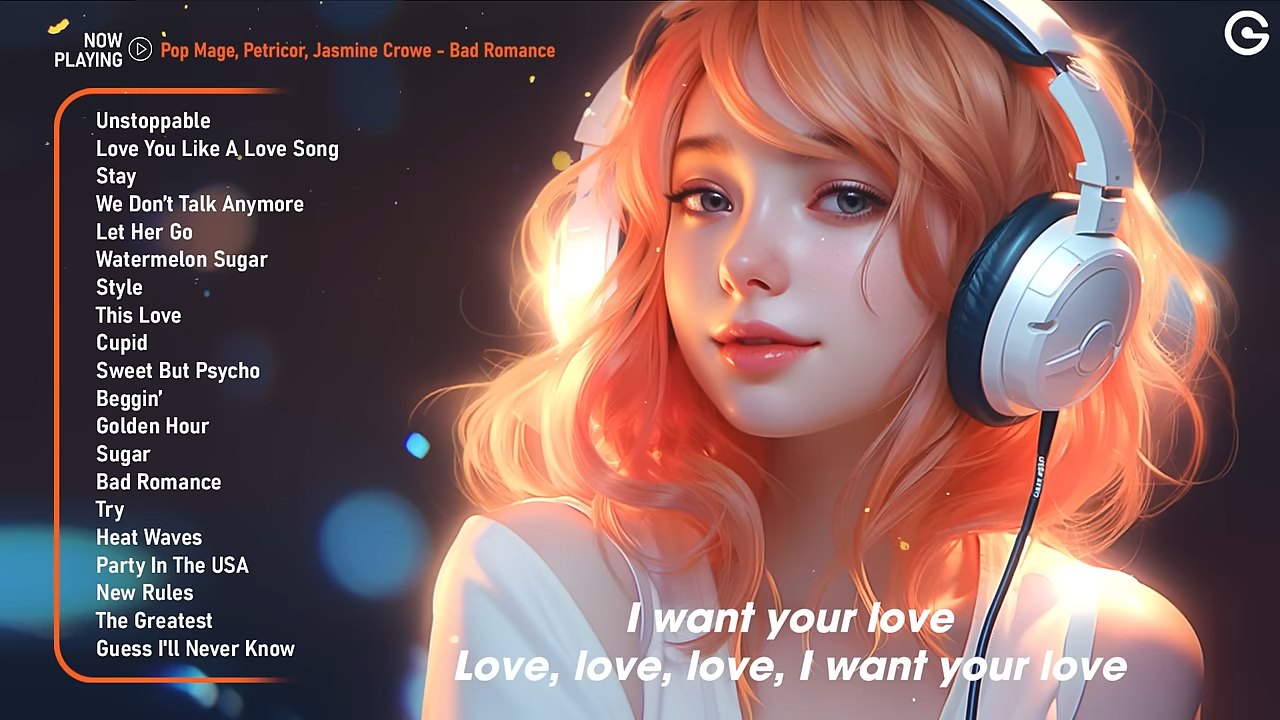 NOW
PLAYING
Pop Mage, Petricor, Jasmine Crowe - Bad Romance
Unstoppable
Love You Like A Love Song
Stay
We Don't Talk Anymore
Let Her Go
Watermelon Sugar
Style
This Love
Cupid
Sweet But Psycho
Beggin'
Golden Hour
Sugar
Bad Romance
Try
Heat Waves
Party In The USA
New Rules
The Greatest
Guess I'll Never Know
I want your love
Love, love, love, I want your love